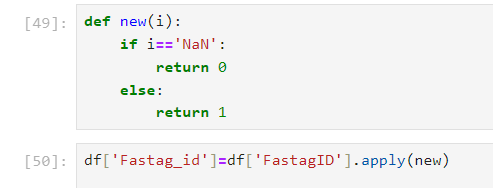 [49]: def new(i):
    if i=='NaN':
        return 0
    else:
        return 1
[50]: df['Fastag_id']=df['FastagID'].apply(new)